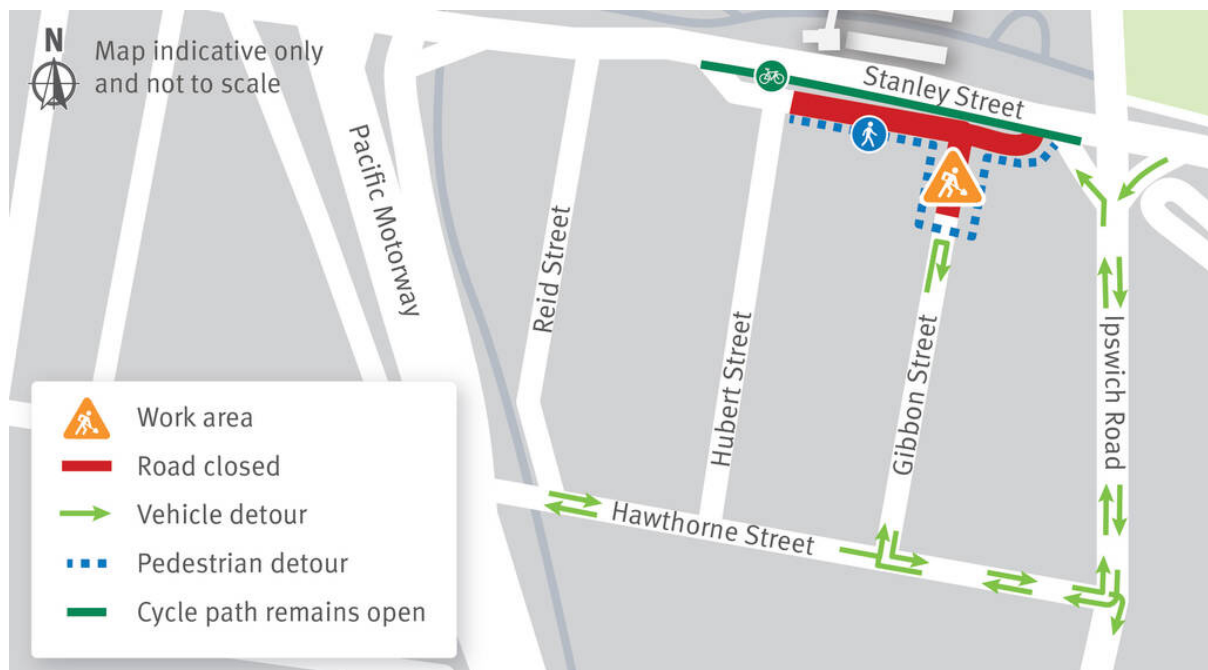 N
Map indicative only
and not to scale
Stanley Street
Pacific Motorway
Reid Street
Hubert Street
Gibbon Street
Ipswich Road
Hawthorne Street
Work area
Road closed
Vehicle detour
Pedestrian detour
Cycle path remains open